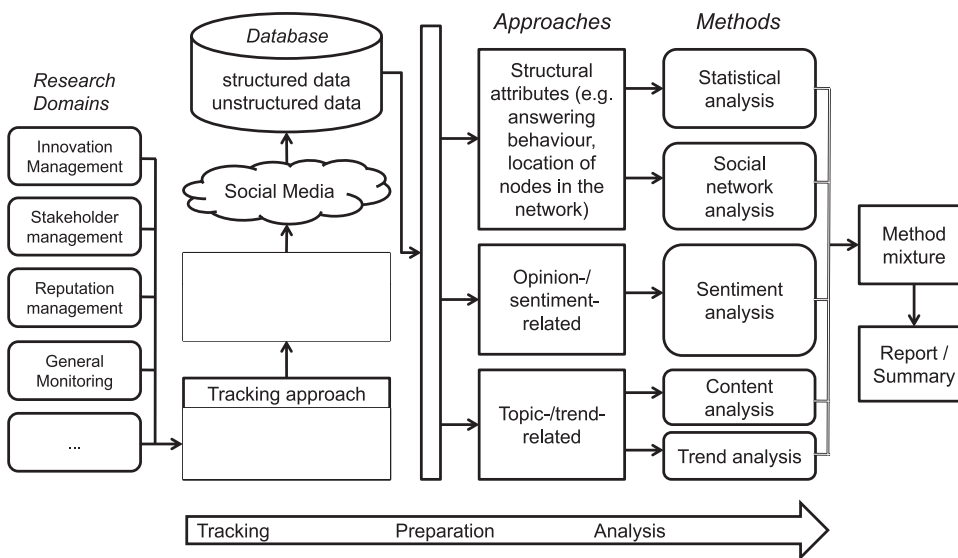 Research
Domains
Innovation
Management
Stakeholder
management
Reputation
management
General
Monitoring
...
Database
structured data
unstructured data
Social Media
Tracking approach
Approaches
Structural
attributes (e.g.
answering
behaviour,
location of
nodes in the
network)
Opinion-/
sentiment-
related
Topic-/trend-
related
Methods
Statistical
analysis
Social
network
analysis
Sentiment
analysis
Content
analysis
Trend analysis
Method
mixture
Report /
Summary
Tracking
Preparation
Analysis